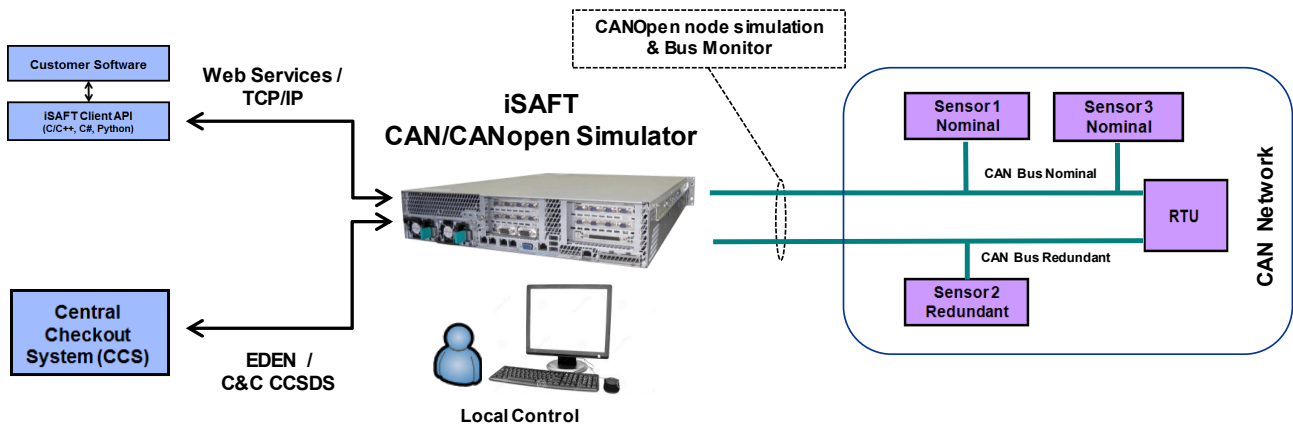 Customer Software
iSAFT Client API
(C/C++, C#, Python)
Web Services /
TCP/IP
iSAFT
CAN/CANopen Simulator
CANOpen node simulation
& Bus Monitor
Sensor 1
Nominal
Sensor 3
Nominal
CAN Bus Nominal
RTU
CAN Bus Redundant
Sensor 2
Redundant
CAN Network
Central
Checkout
System (CCS)
EDEN /
C&C CCSDS
Local Control